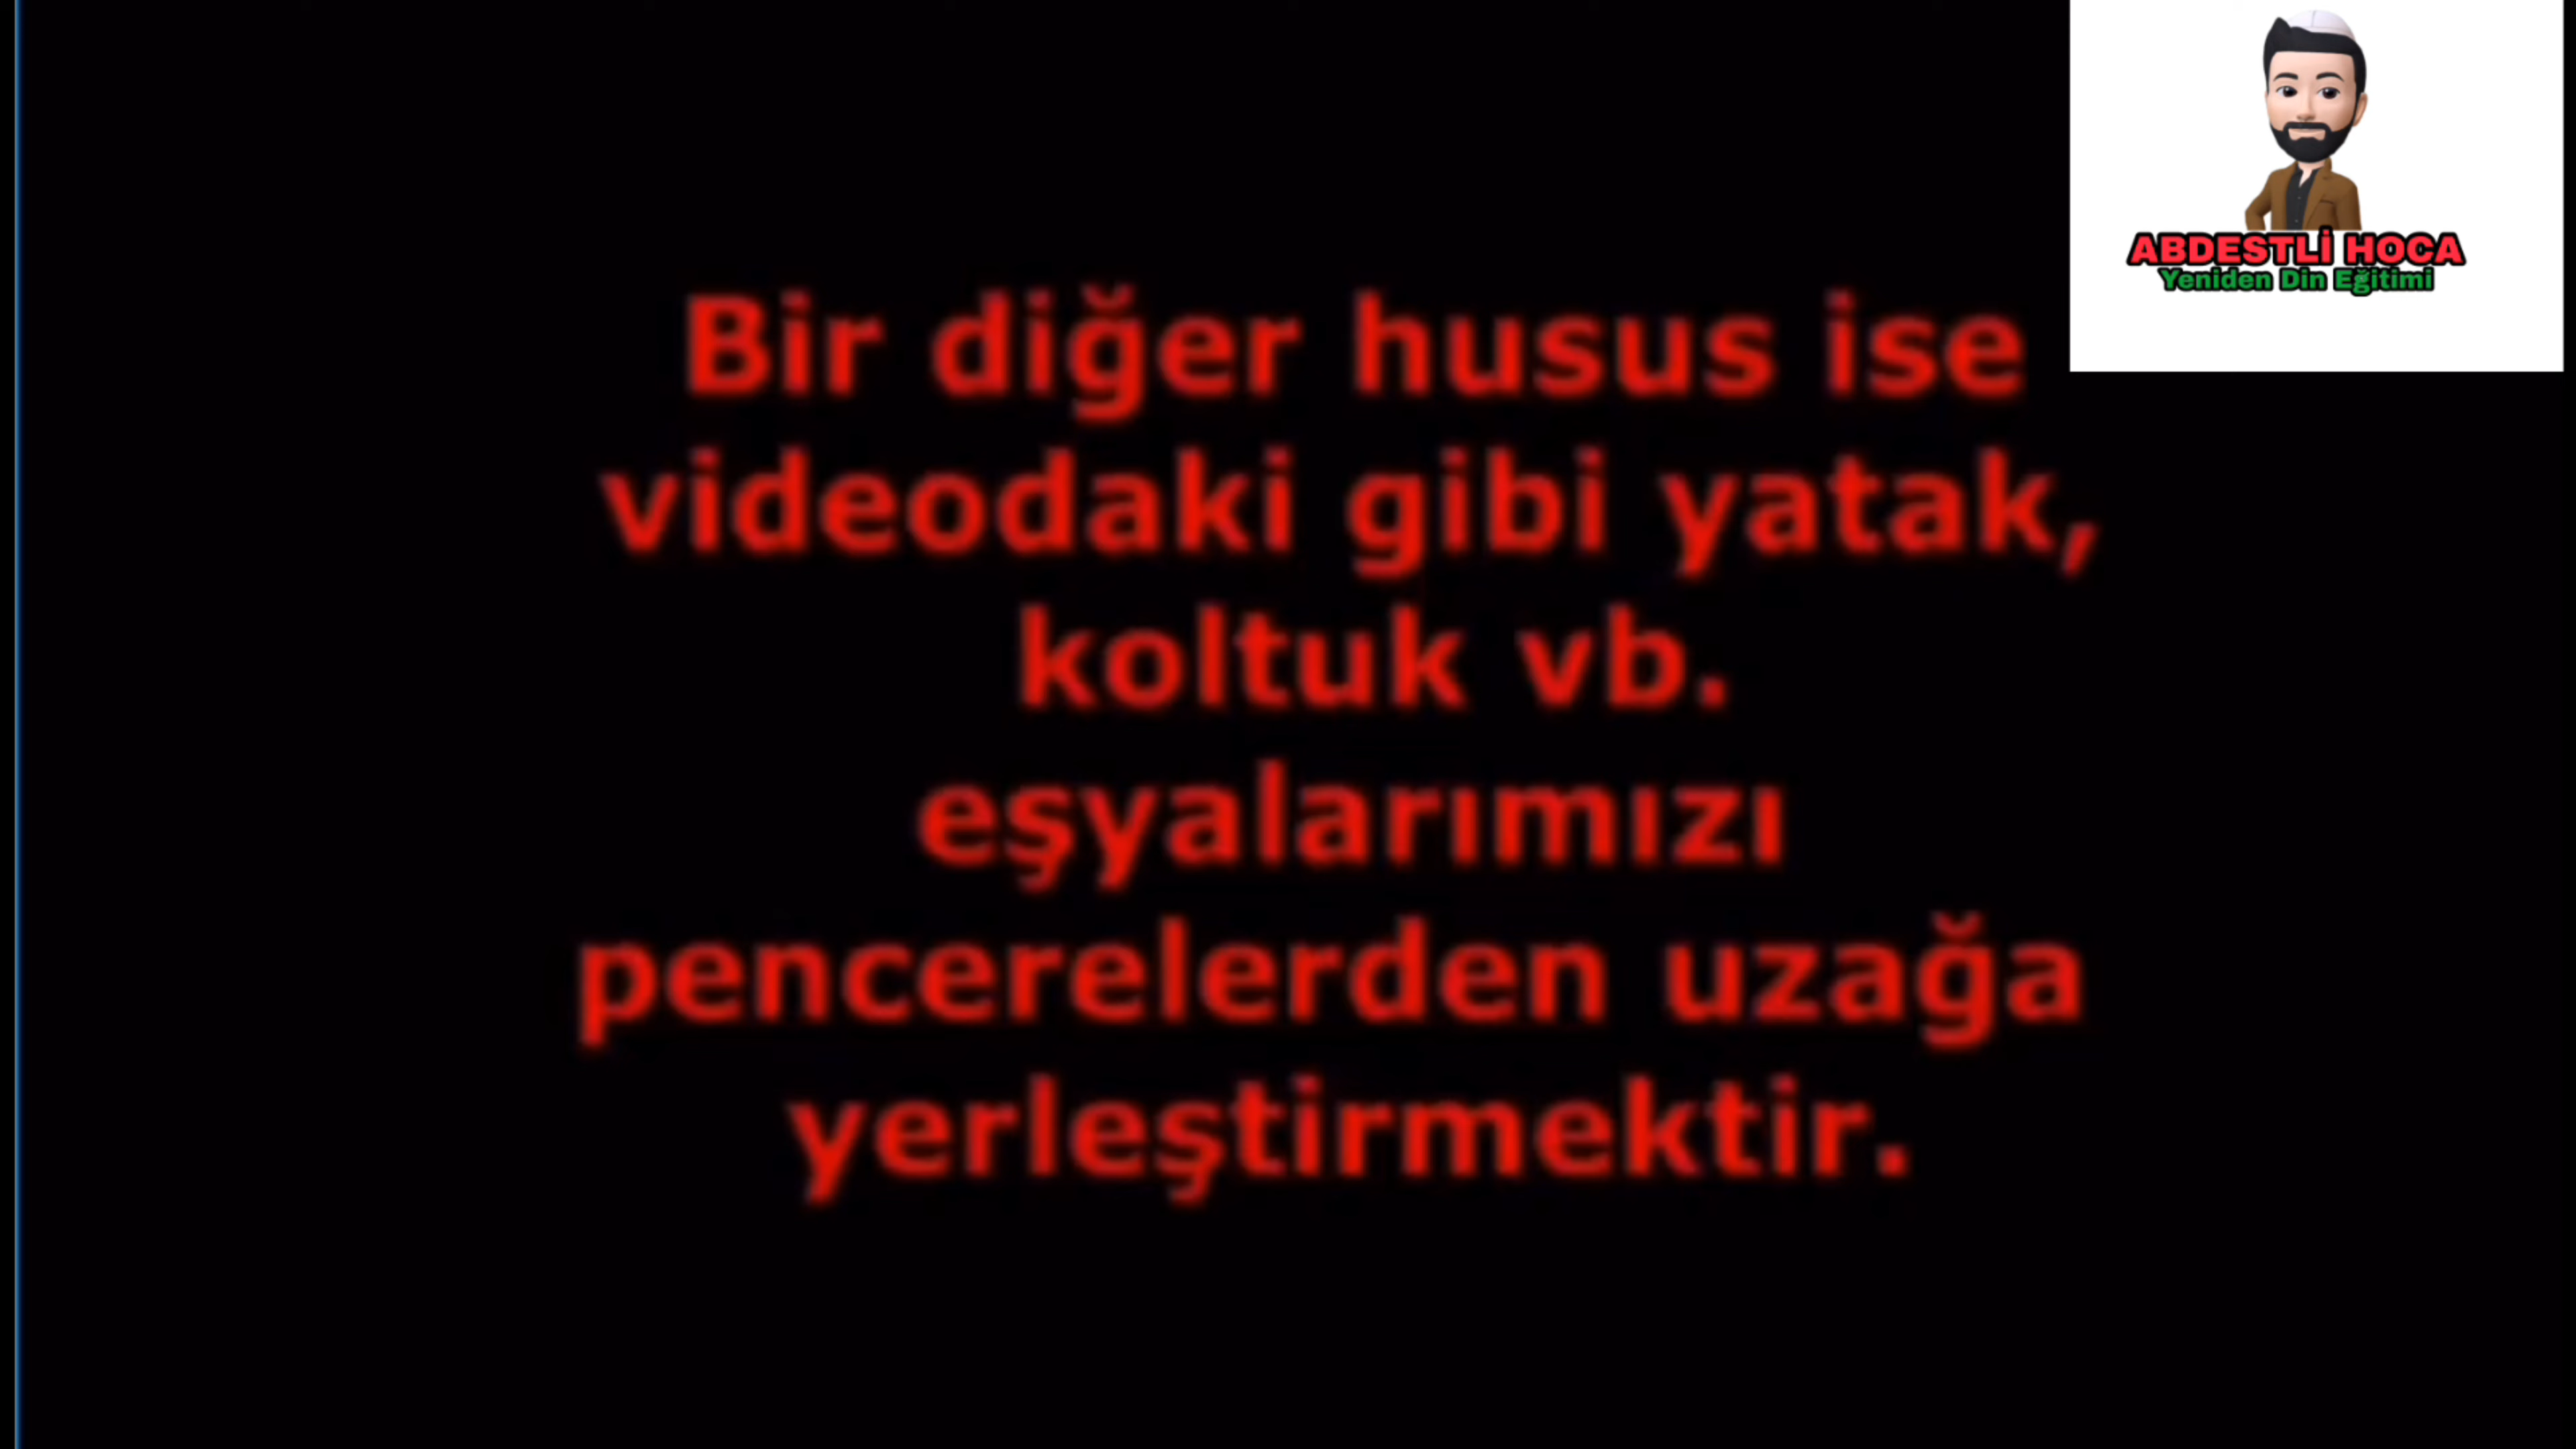 ABDESTLİ HOCA
Yeniden Din Eğitimi
Bir diğer husus ise
videodaki gibi yatak,
koltuk vb.
eşyalarımızı
pencerelerden uzağa
yerleştirmektir.